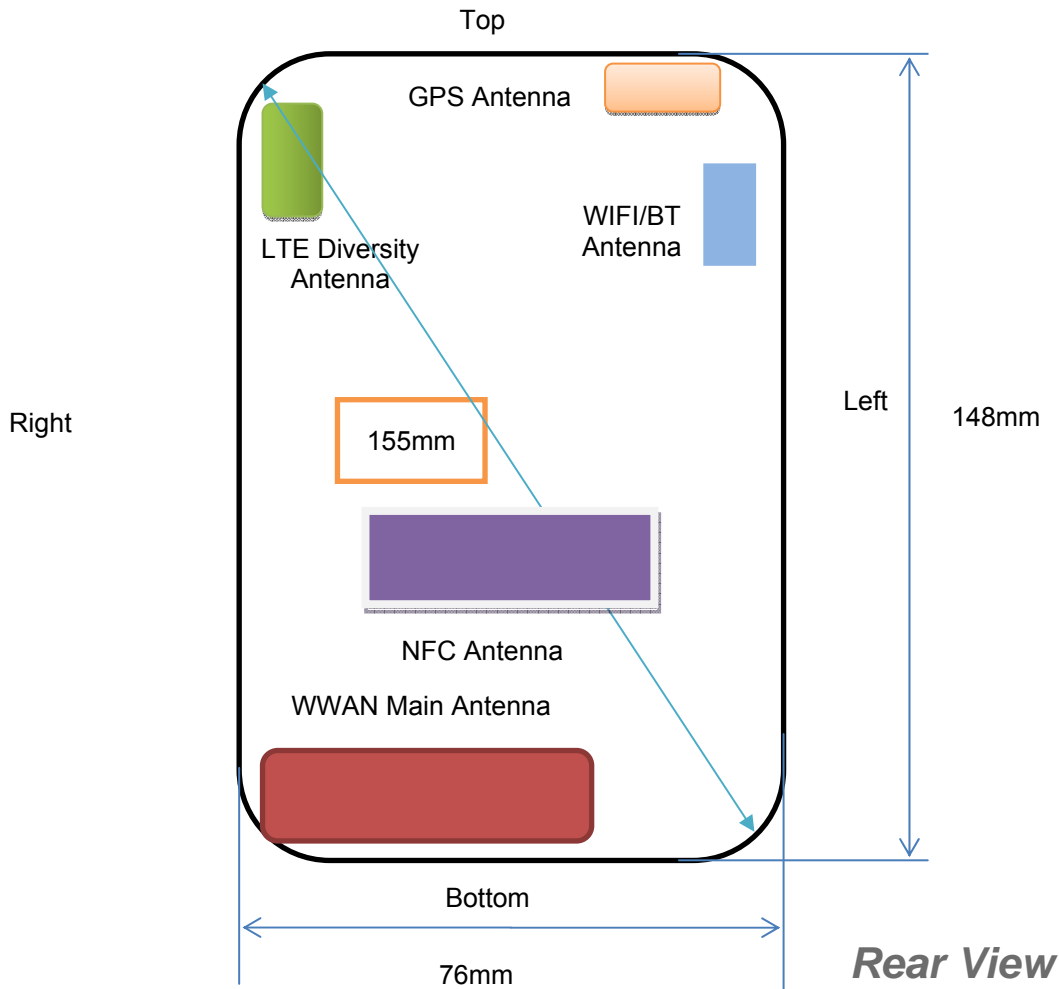 Top
GPS Antenna
WIFI/BT
Antenna
LTE Diversity
Antenna
Right
Left
148mm
155mm
NFC Antenna
WWAN Main Antenna
Bottom
76mm
Rear View